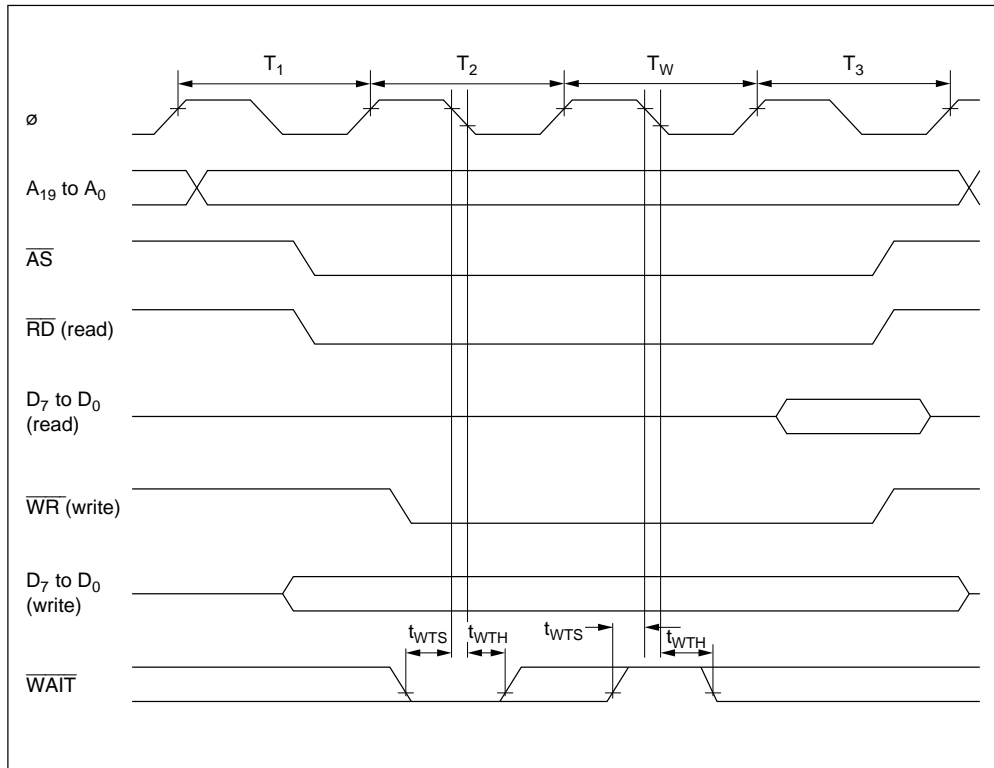 T1 T2 TW T3
ø
A19 to A0
AS
RD (read)
D7 to D0
(read)
WR (write)
D7 to D0
(write)
tWTS tWTH tWTS tWTH
WAIT